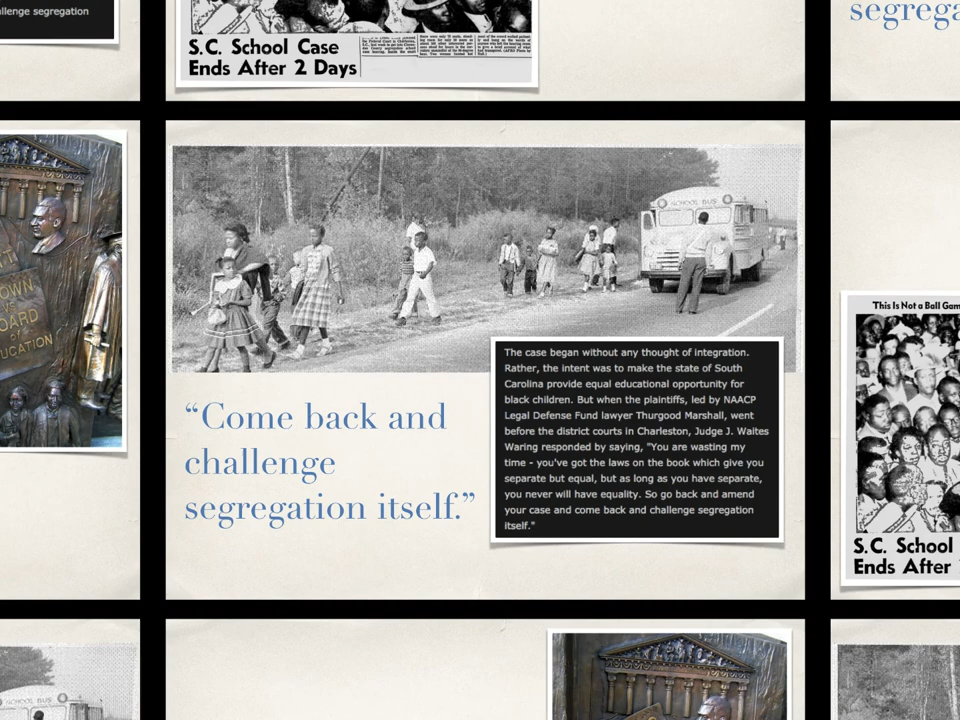 allenge segregation
S.C. School Case
Ends After 2 Days
segrega
OWN
OARD
OF
UCATION
SCHOOL BUS
The case began without any thought of integration.
Rather, the intent was to make the state of South
Carolina provide equal educational opportunity for
black children. But when the plaintiffs, led by NAACP
Legal Defense Fund lawyer Thurgood Marshall, went
before the district courts in Charleston, Judge J. Waites
Waring responded by saying, "You are wasting my
time - you've got the laws on the book which give you
separate but equal, but as long as you have separate,
you never will have equality. So go back and amend
your case and come back and challenge segregation
itself."
“Come back and
challenge
segregation itself.”
This Is Not a Ball Gam
S.C. School
Ends After
SCHOOL BUS